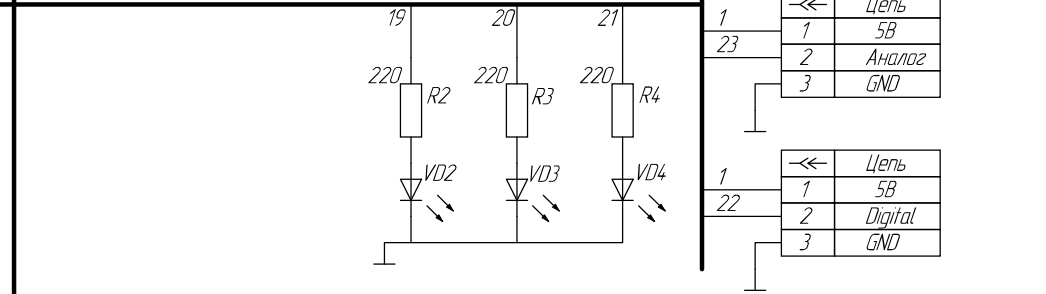 19 20 21
220 R2 220 R3 220 R4
VD2 VD3 VD4
Цепь
1 1 5В
23 2 Аналог
3 GND
Цепь
1 1 5В
22 2 Digital
3 GND